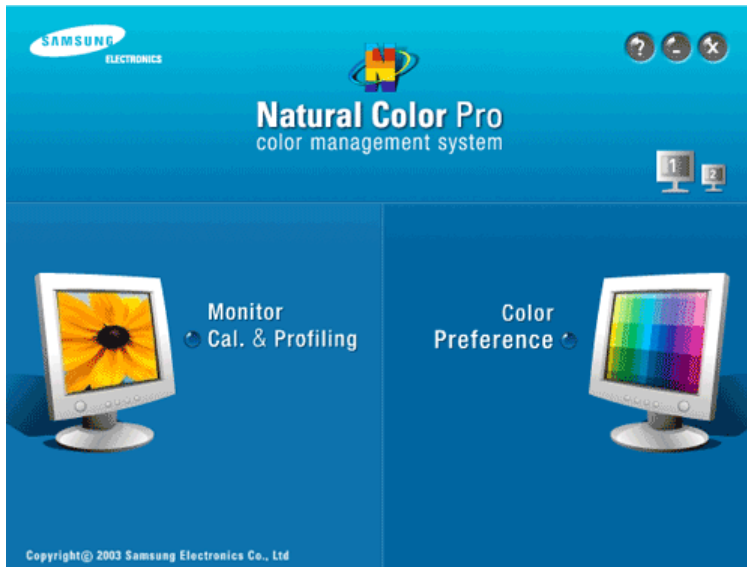 SAMSUNG
ELECTRONICS
? - x
N
Natural Color Pro
color management system
1 2
Monitor
Cal. & Profiling
Color
Preference
Copyright© 2003 Samsung Electronics Co., Ltd